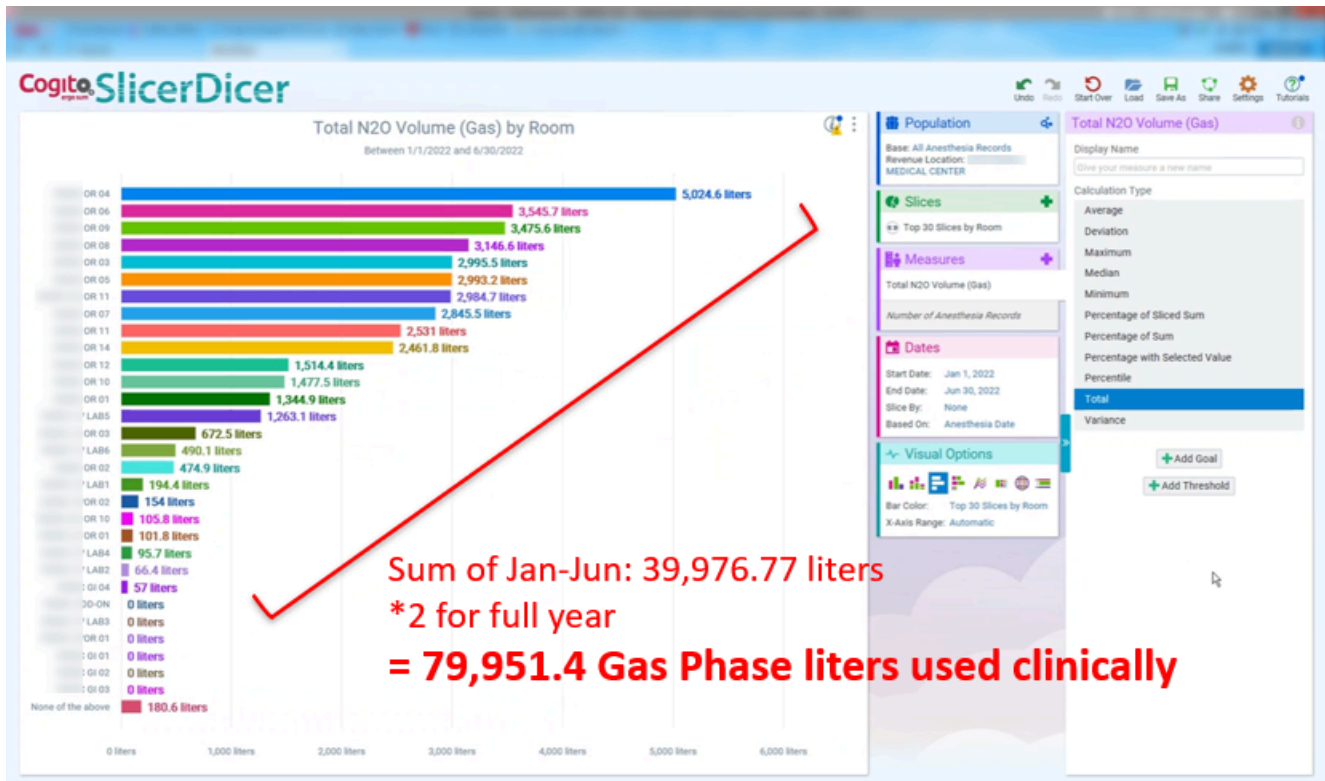 Cogito SlicerDicer
ergo sum
Undo Redo Start Over Load Save As Share Settings Tutorials
Total N2O Volume (Gas) by Room
Between 1/1/2022 and 6/30/2022
OR 04 5,024.6 liters
OR 06 3,545.7 liters
OR 09 3,475.6 liters
OR 08 3,146.6 liters
OR 03 2,995.5 liters
OR 05 2,993.2 liters
OR 11 2,984.7 liters
OR 07 2,845.5 liters
OR 11 2,531 liters
OR 14 2,461.8 liters
OR 12 1,514.4 liters
OR 10 1,477.5 liters
OR 01 1,344.9 liters
LAB5 1,263.1 liters
OR 03 672.5 liters
LAB6 490.1 liters
OR 02 474.9 liters
LAB1 194.4 liters
OR 02 154 liters
OR 10 105.8 liters
OR 01 101.8 liters
LAB4 95.7 liters
LAB2 66.4 liters
GI 04 57 liters
DD-ON 0 liters
LAB3 0 liters
OR 01 0 liters
GI 01 0 liters
GI 02 0 liters
GI 03 0 liters
None of the above 180.6 liters
0 liters 1,000 liters 2,000 liters 3,000 liters 4,000 liters 5,000 liters 6,000 liters
Sum of Jan-Jun: 39,976.77 liters
*2 for full year
= 79,951.4 Gas Phase liters used clinically
Population
Base: All Anesthesia Records
Revenue Location:
MEDICAL CENTER
Slices
Top 30 Slices by Room
Measures
Total N2O Volume (Gas)
Number of Anesthesia Records
Dates
Start Date: Jan 1, 2022
End Date: Jun 30, 2022
Slice By: None
Based On: Anesthesia Date
Visual Options
Bar Color: Top 30 Slices by Room
X-Axis Range: Automatic
Total N2O Volume (Gas)
Display Name
Give your measure a new name
Calculation Type
Average
Deviation
Maximum
Median
Minimum
Percentage of Sliced Sum
Percentage of Sum
Percentage with Selected Value
Percentile
Total
Variance
Add Goal
Add Threshold